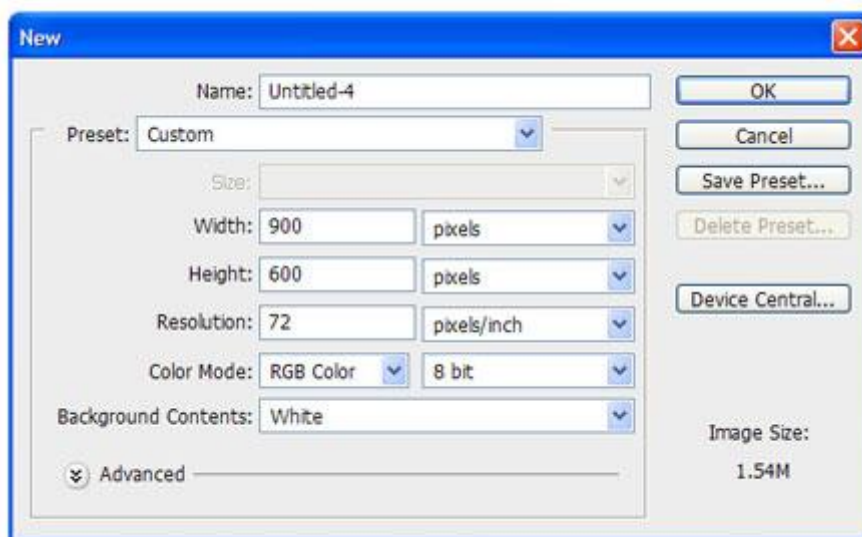 New
Name: Untitled-4
OK
Preset: Custom
Cancel
Size:
Save Preset...
Width: 900 pixels
Delete Preset...
Height: 600 pixels
Device Central...
Resolution: 72 pixels/inch
Color Mode: RGB Color 8 bit
Background Contents: White
Image Size:
1.54M
Advanced